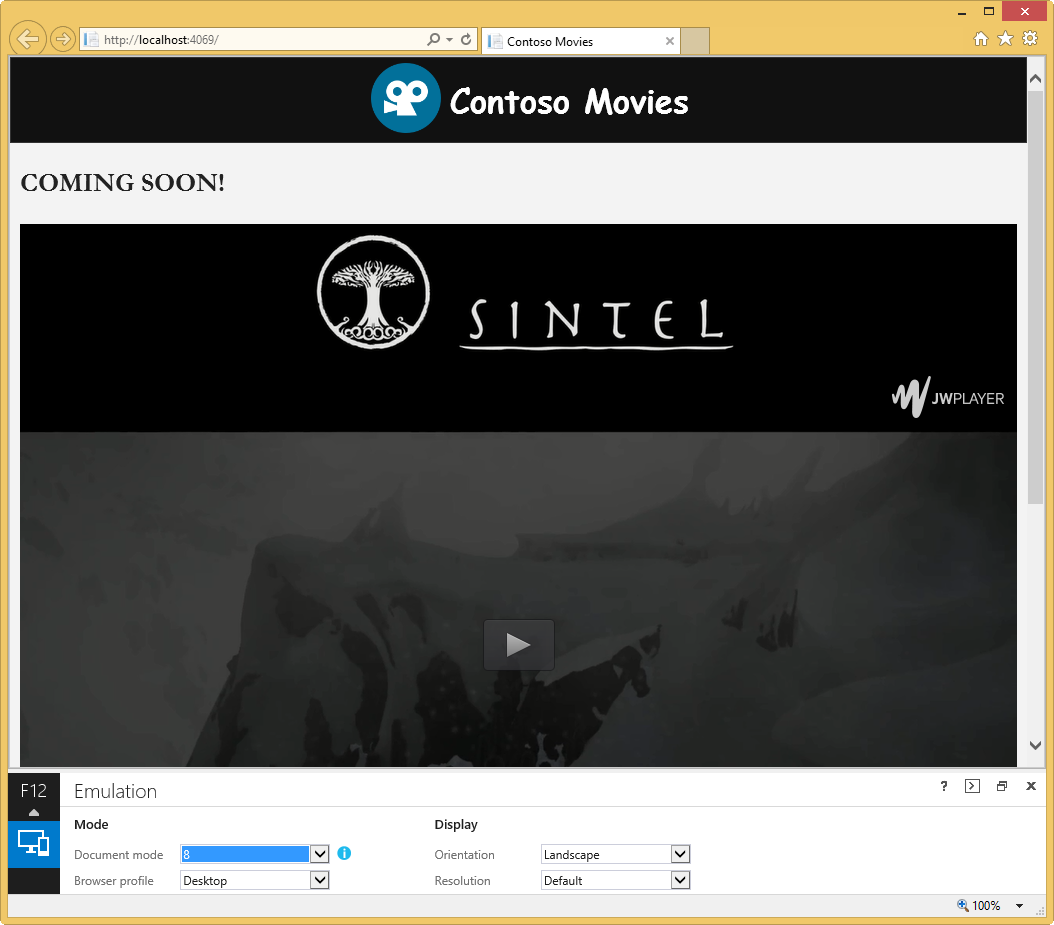 http://localhost:4069/
Contoso Movies
Contoso Movies
COMING SOON!
SINTEL
JWPLAYER
F12
Emulation
?
Mode
Display
Document mode
8
Orientation
Landscape
Browser profile
Desktop
Resolution
Default
100%